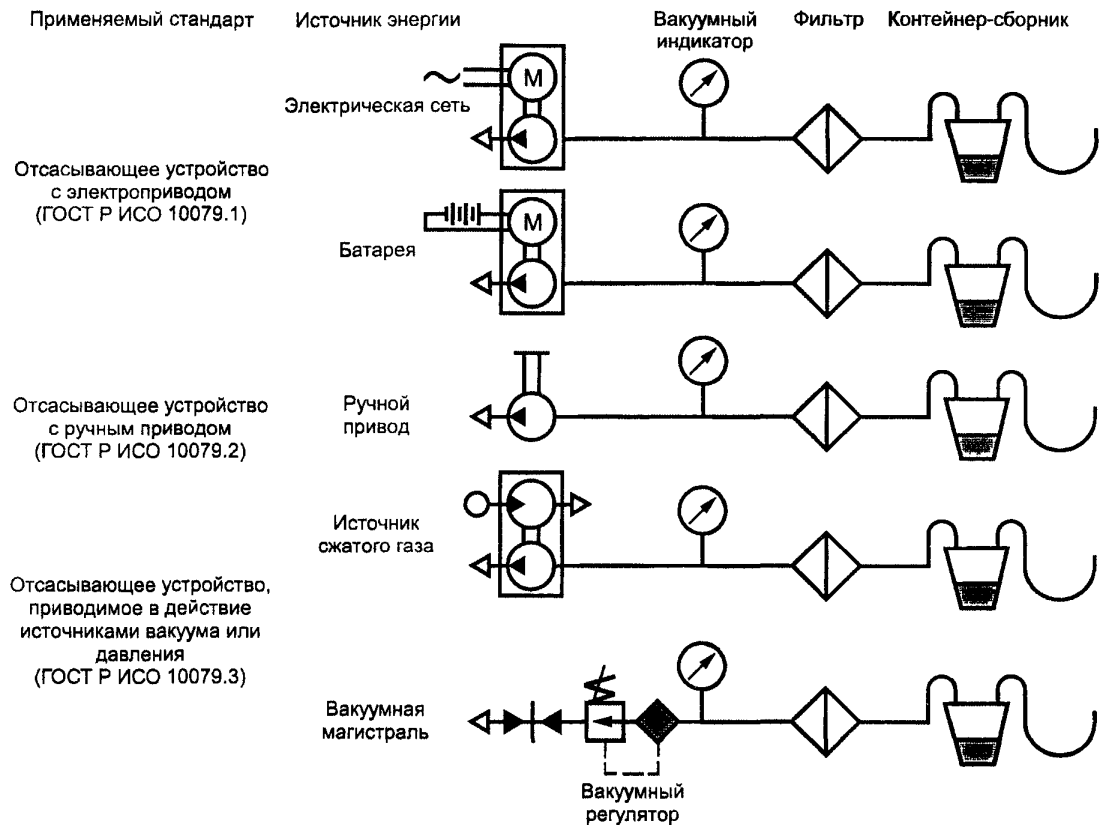 Применяемый стандарт
Источник энергии
Вакуумный
индикатор
Фильтр
Контейнер-сборник
М
Электрическая сеть
Отсасывающее устройство
с электроприводом
(ГОСТ Р ИСО 10079.1)
М
Батарея
Отсасывающее устройство
с ручным приводом
(ГОСТ Р ИСО 10079.2)
Ручной
привод
Источник
сжатого газа
Отсасывающее устройство,
приводимое в действие
источниками вакуума или
давления
(ГОСТ Р ИСО 10079.3)
Вакуумная
магистраль
Вакуумный
регулятор